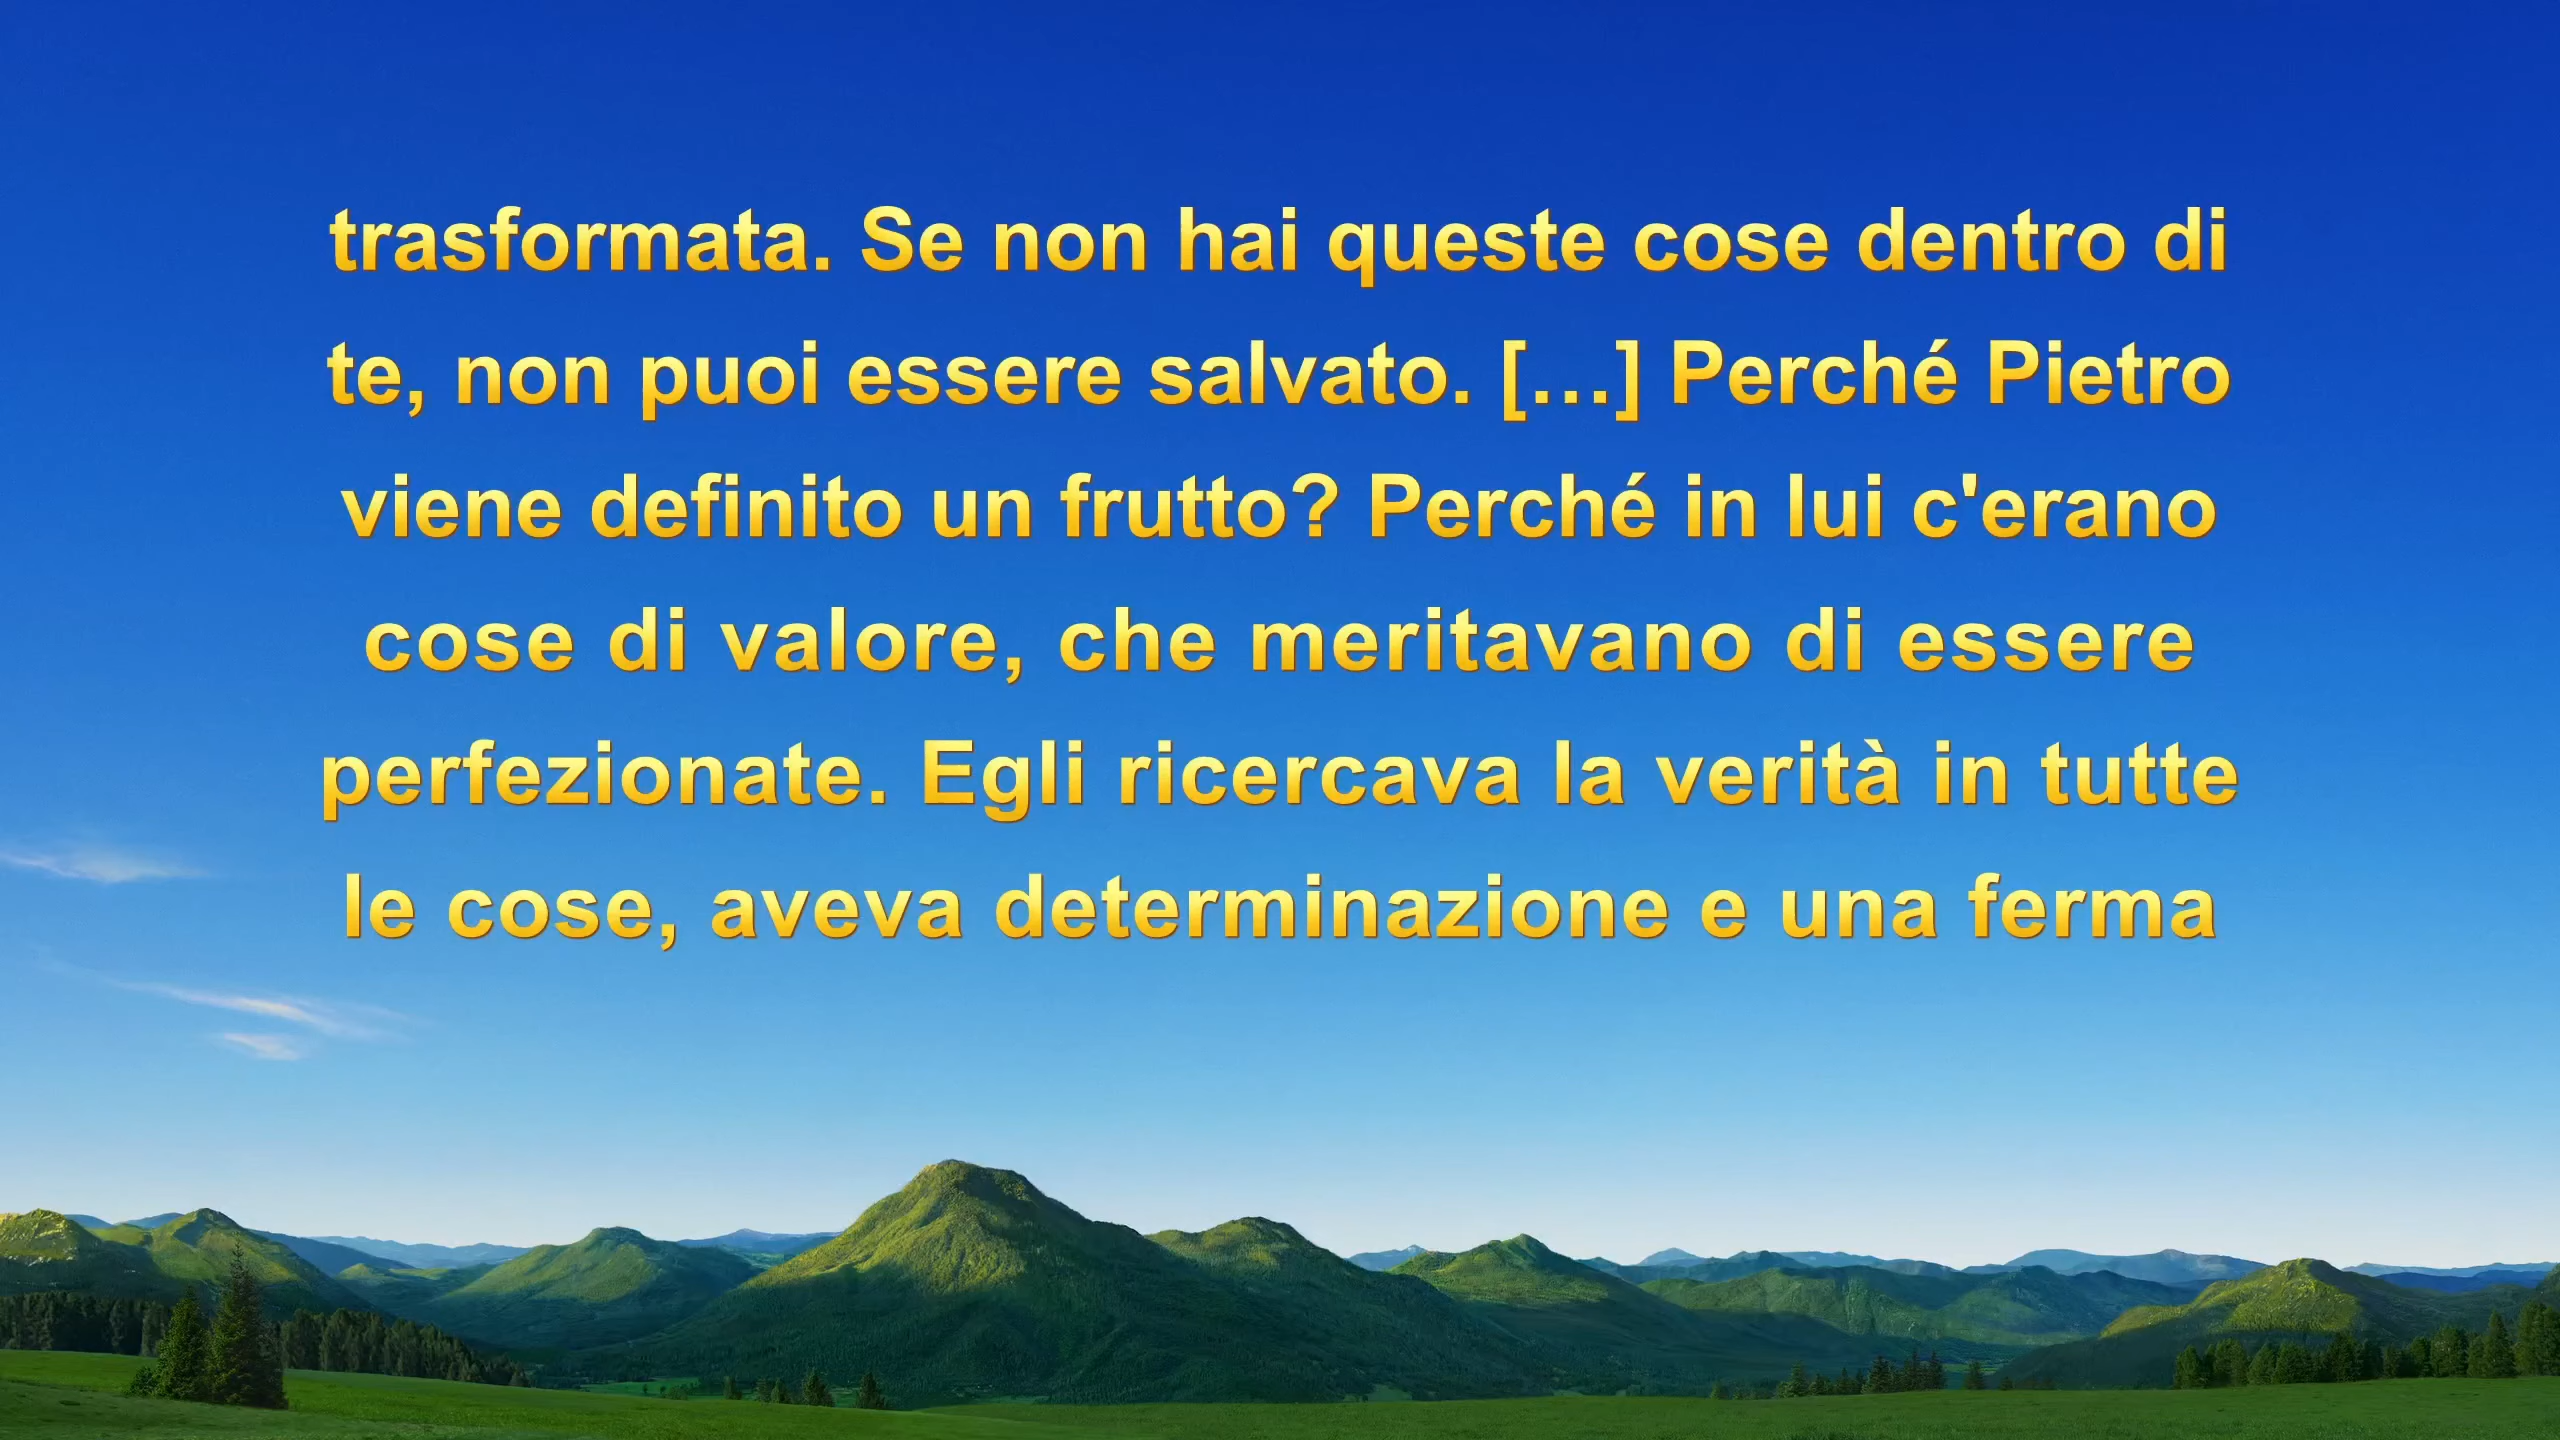 trasformata. Se non hai queste cose dentro di
te, non puoi essere salvato. […] Perché Pietro
viene definito un frutto? Perché in lui c'erano
cose di valore, che meritavano di essere
perfezionate. Egli ricercava la verità in tutte
le cose, aveva determinazione e una ferma